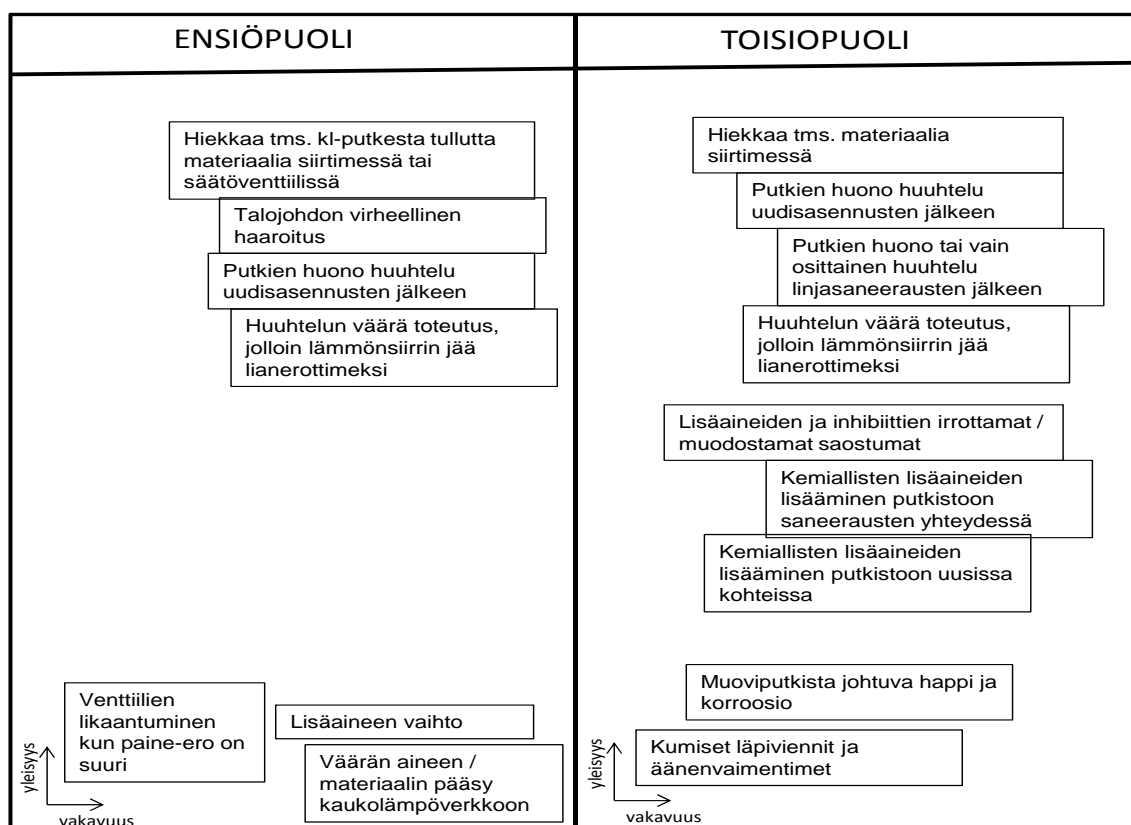 ENSIÖPUOLI
Hiekkaa tms. kl-putkesta tullutta
materiaalia siirtimessä tai
säätöventtiilissä
Talojohdon virheellinen
haaroitus
Putkien huono huuhtelu
uudisasennusten jälkeen
Huuhtelun väärä toteutus,
jolloin lämmönsiirrin jää
lianerottimeksi
Venttiilien
likaantuminen
kun paine-ero on
suuri
Lisäaineen vaihto
Väärän aineen /
materiaalin pääsy
kaukolämpöverkkoon
yleisyys
vakavuus
TOISIOPUOLI
Hiekkaa tms. materiaalia
siirtimessä
Putkien huono huuhtelu
uudisasennusten jälkeen
Putkien huono tai vain
osittainen huuhtelu
linjasaneerausten jälkeen
Huuhtelun väärä toteutus,
jolloin lämmönsiirrin jää
lianerottimeksi
Lisäaineiden ja inhibiittien irrottamat /
muodostamat saostumat
Kemiallisten lisäaineiden
lisääminen putkistoon
saneerausten yhteydessä
Kemiallisten lisäaineiden
lisääminen putkistoon uusissa
kohteissa
Muoviputkista johtuva happi ja
korroosio
Kumiset läpiviennit ja
äänenvaimentimet
yleisyys
vakavuus